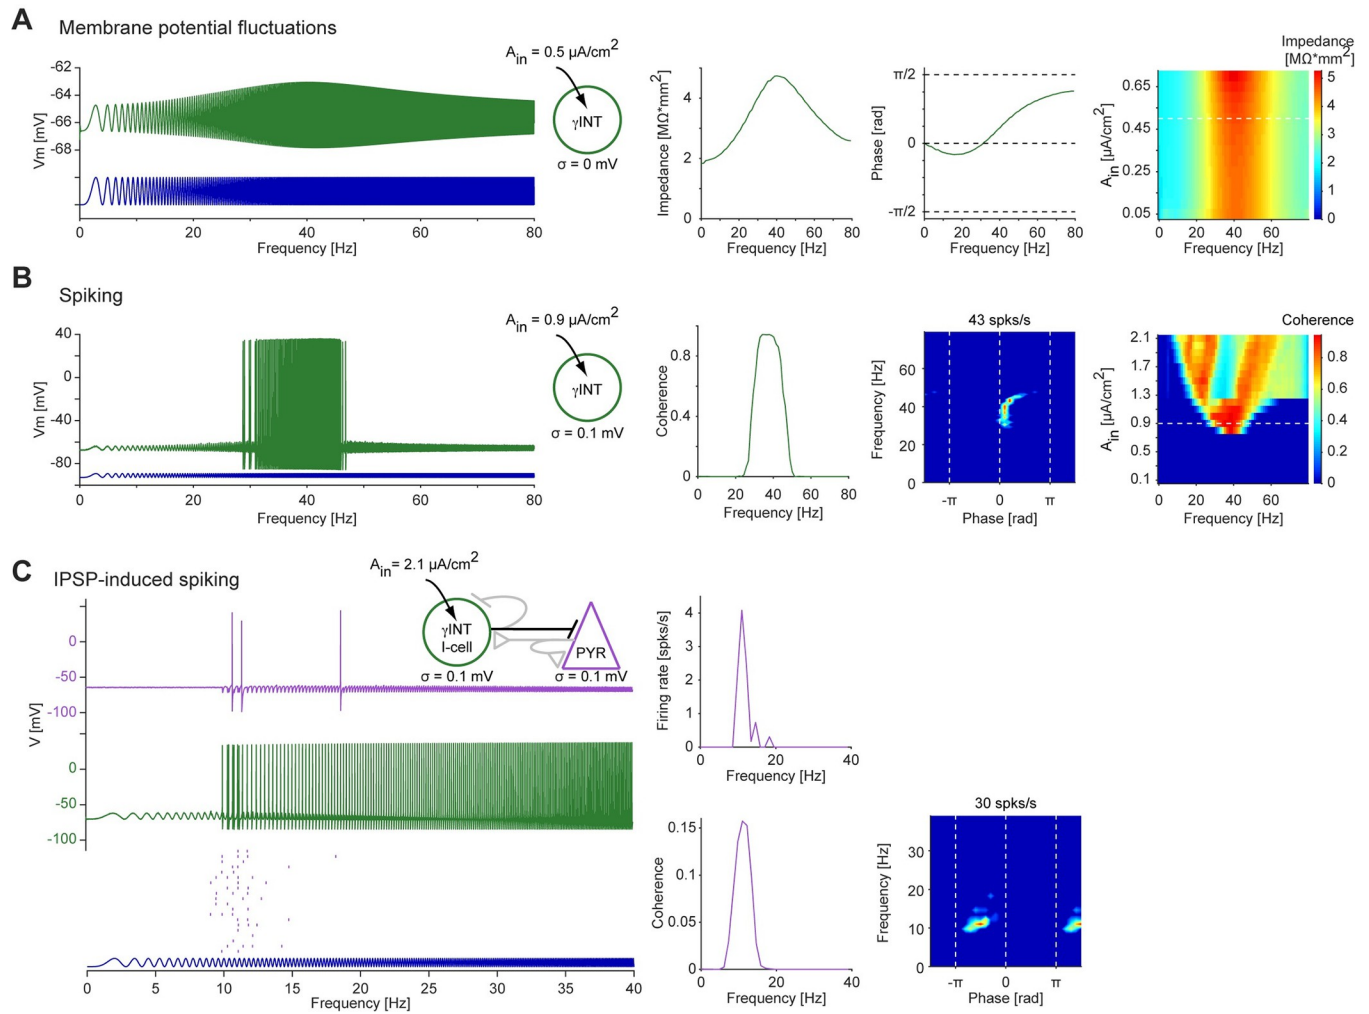 A
Membrane potential fluctuations
A_in = 0.5 µA/cm²
γINT
σ = 0 mV
-62
-64
-66
-68
Vm [mV]
0 20 40 60 80
Frequency [Hz]
Impedance [MΩ*mm²]
4
2
0
0 20 40 60 80
Frequency [Hz]
Phase [rad]
π/2
0
-π/2
0 20 40 60 80
Frequency [Hz]
Impedance
[MΩ*mm²]
A_in [µA/cm²]
0.65
0.45
0.25
0.05
0 20 40 60
Frequency [Hz]
5
4
3
2
1
0
B
Spiking
A_in = 0.9 µA/cm²
γINT
σ = 0.1 mV
40
0
-40
-80
Vm [mV]
0 20 40 60 80
Frequency [Hz]
Coherence
0.8
0.4
0
0 20 40 60 80
Frequency [Hz]
43 spks/s
Frequency [Hz]
60
40
20
0
-π 0 π
Phase [rad]
Coherence
A_in [µA/cm²]
2.1
1.7
1.3
0.9
0.5
0.1
0 20 40 60
Frequency [Hz]
0.8
0.6
0.4
0.2
0
C
IPSP-induced spiking
A_in= 2.1 µA/cm²
γINT
I-cell
PYR
σ = 0.1 mV σ = 0.1 mV
V [mV]
0
-50
-100
0
-50
-100
0 5 10 15 20 25 30 35 40
Frequency [Hz]
Firing rate [spks/s]
4
3
2
1
0
0 20 40
Frequency [Hz]
Coherence
0.15
0.1
0.05
0
0 20 40
Frequency [Hz]
30 spks/s
Frequency [Hz]
30
20
10
0
-π 0 π
Phase [rad]